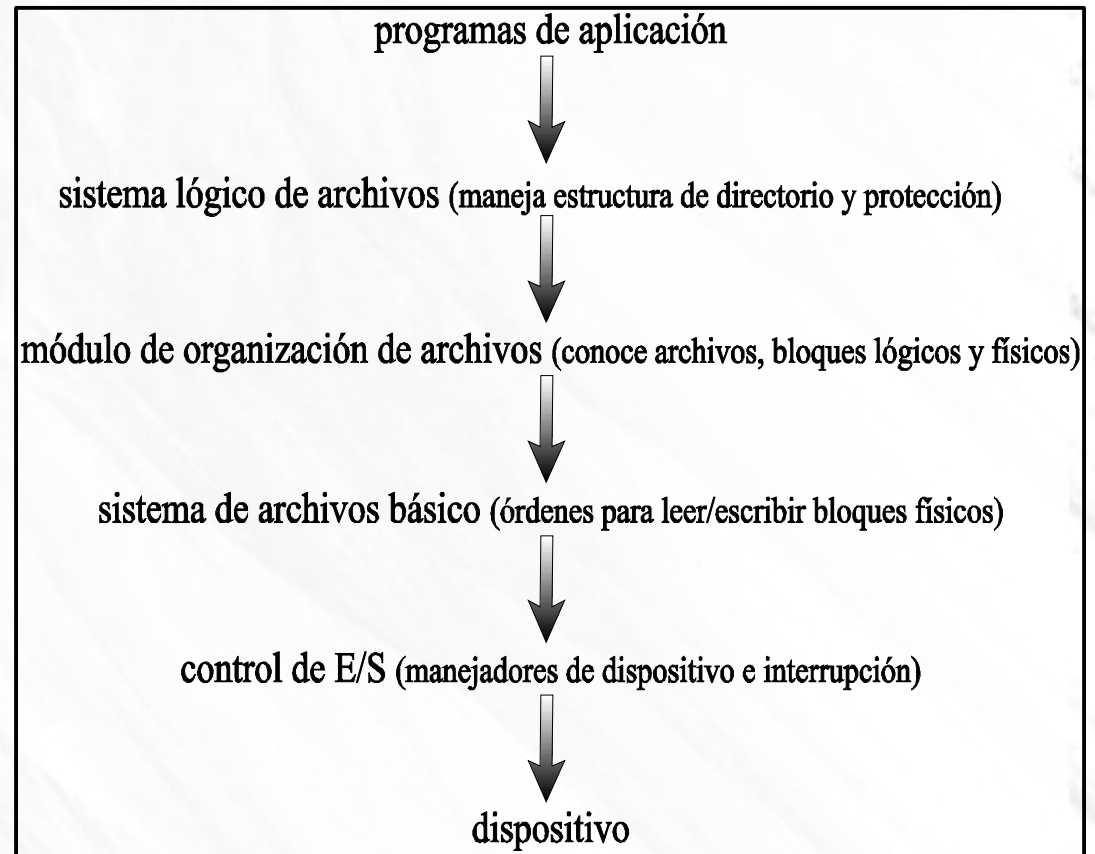 programas de aplicación
sistema lógico de archivos (maneja estructura de directorio y protección)
módulo de organización de archivos (conoce archivos, bloques lógicos y físicos)
sistema de archivos básico (órdenes para leer/escribir bloques físicos)
control de E/S (manejadores de dispositivo e interrupción)
dispositivo